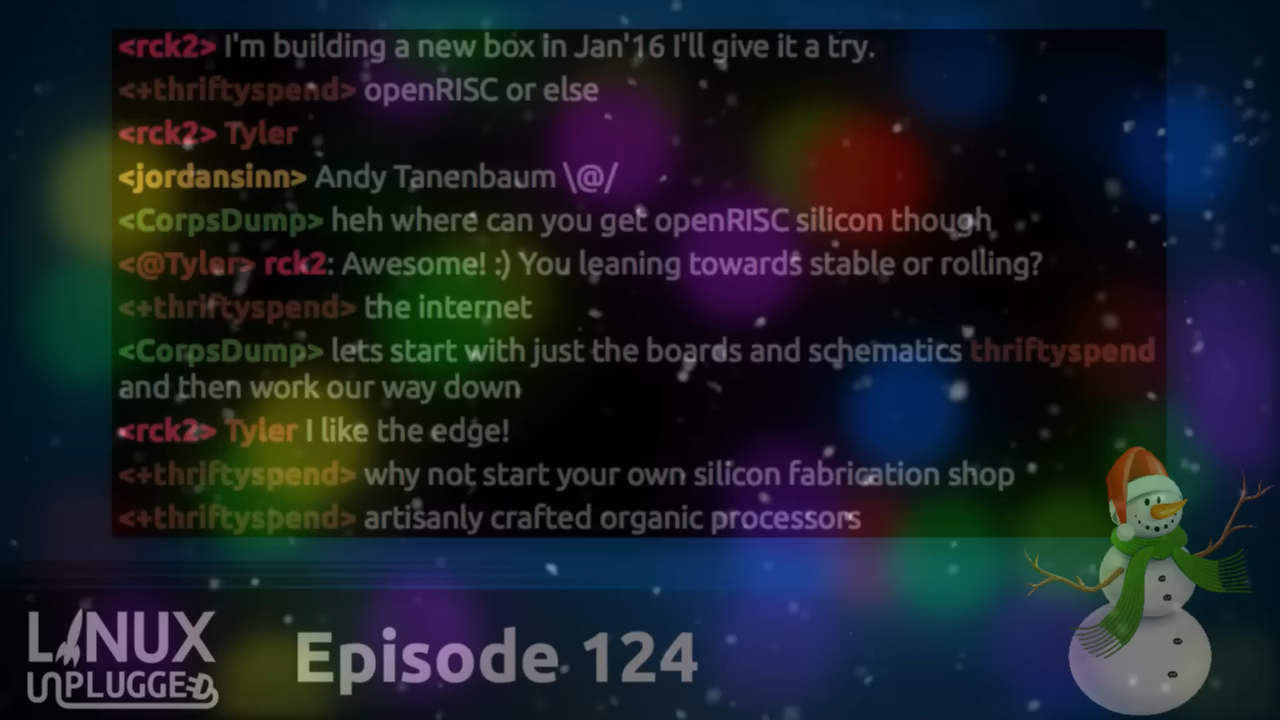 <rck2> I'm building a new box in Jan'16 I'll give it a try.
<+thriftyspend> openRISC or else
<rck2> Tyler
<jordansinn> Andy Tanenbaum \@/
<CorpsDump> heh where can you get openRISC silicon though
<@Tyler> rck2: Awesome! :) You leaning towards stable or rolling?
<+thriftyspend> the internet
<CorpsDump> lets start with just the boards and schematics thriftyspend
and then work our way down
<rck2> Tyler I like the edge!
<+thriftyspend> why not start your own silicon fabrication shop
<+thriftyspend> artisanly crafted organic processors
LINUX
UNPLUGGED
Episode 124